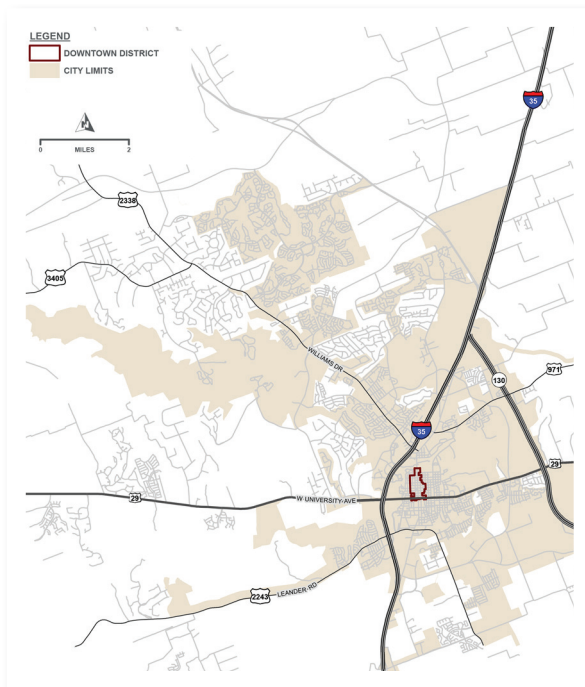 LEGEND
DOWNTOWN DISTRICT
CITY LIMITS
0
2
MILES
35
2338
3405
WILLIAMS DR
971
130
35
29
29
W UNIVERSITY AVE
2243
LEANDER RD